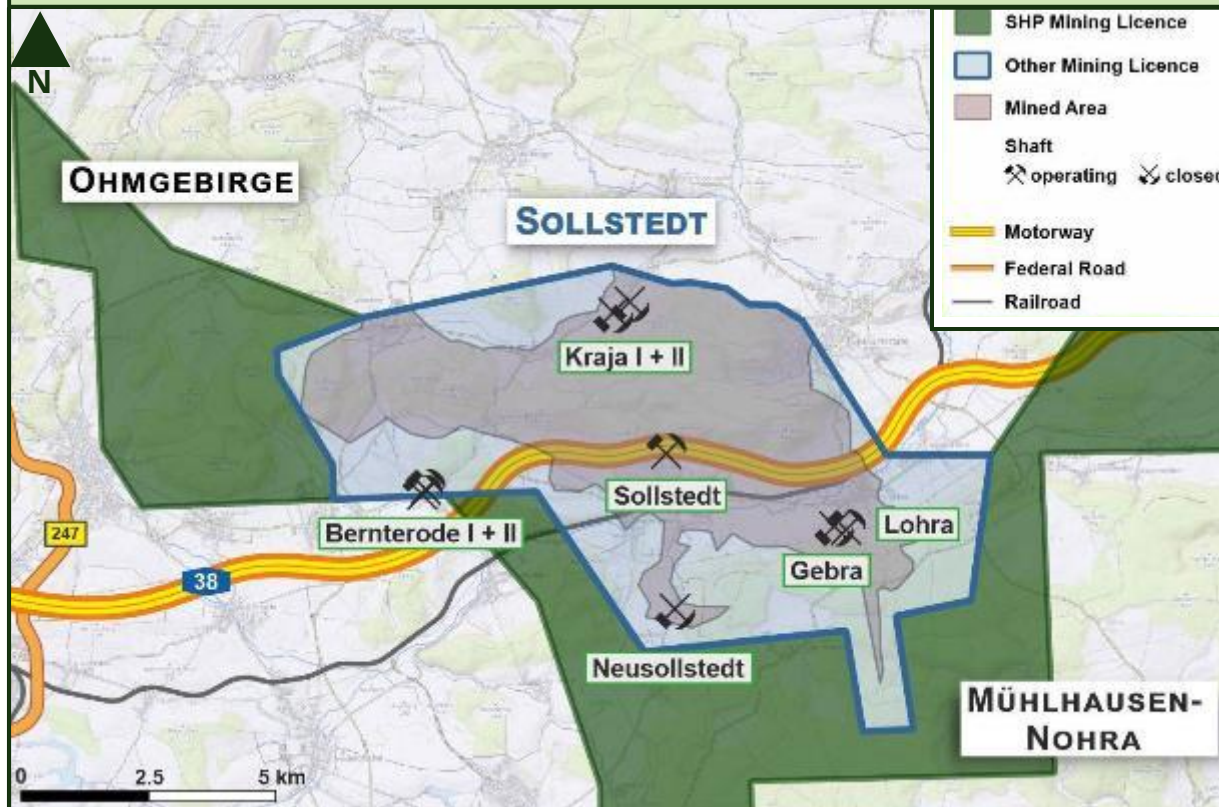 N
SHP Mining Licence
Other Mining Licence
Mined Area
Shaft
operating closed
Motorway
Federal Road
Railroad
OHMGEBIRGE
SOLLSTEDT
Kraja I + II
Sollstedt
Bernterode I + II
Lohra
Gebra
247
38
Neusollstedt
MÜHLHAUSEN-
NOHRA
0 2.5 5 km